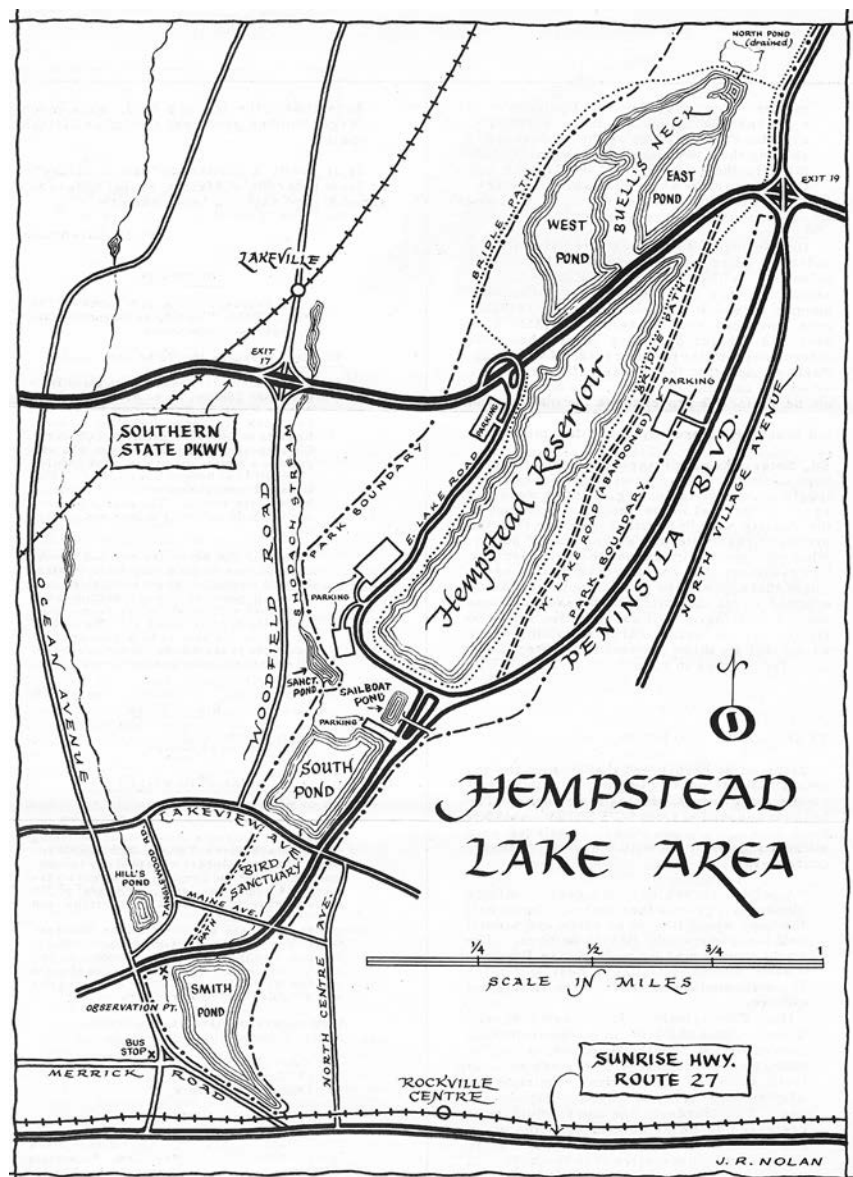 NORTH POND
(drained)
BUELL'S NECK
EAST
POND
EXIT 19
BRIDLE PATH
WEST
POND
LAKEVILLE
EXIT
17
BRIDLE PATH
PARKING
PARKING
SOUTHERN
STATE PKWY
Hempstead Reservoir
E. LAKE ROAD
W. LAKE ROAD (ABANDONED)
PARK BOUNDARY
PARK BOUNDARY
PENINSULA BLVD.
NORTH VILLAGE AVENUE
SHODACH STREAM
WOODFIELD ROAD
OCEAN AVENUE
PARKING
SANCT.
POND
SAILBOAT
POND
PARKING
N
SOUTH
POND
HEMPSTEAD
LAKE AREA
LAKEVIEW AVE.
TANGLEWOOD RD.
HILL'S
POND
BIRD
SANCTUARY
MAINE AVE.
PATH
NORTH CENTRE AVE.
1/4
1/2
3/4
1
SCALE IN MILES
SMITH
POND
OBSERVATION PT.
BUS
STOP
MERRICK ROAD
ROCKVILLE
CENTRE
SUNRISE HWY.
ROUTE 27
J. R. NOLAN